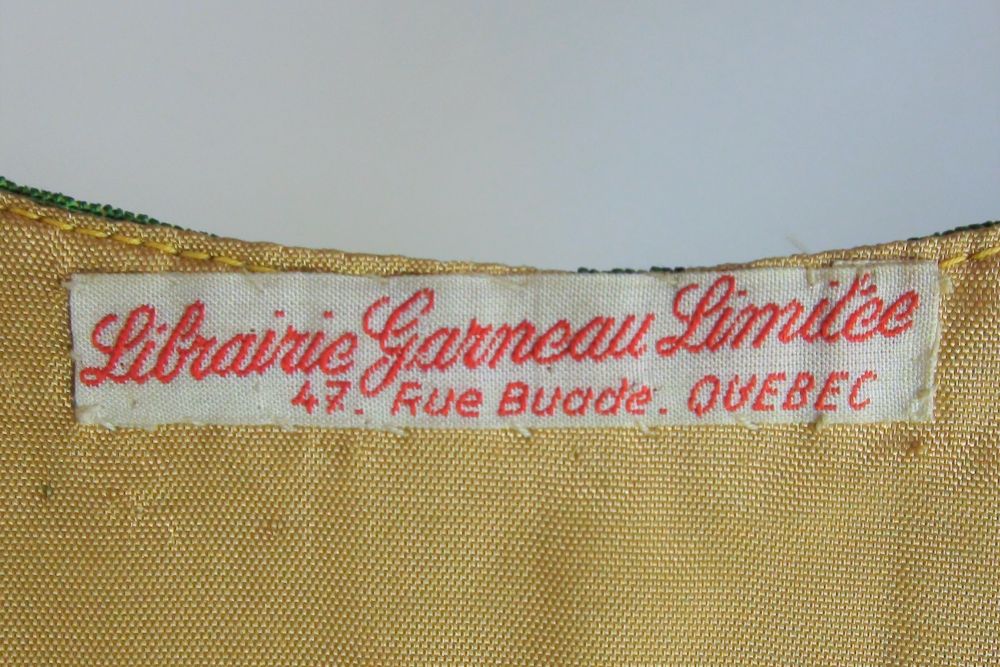 Librairie Garneau Limitée
47. Rue Buade. QUEBEC